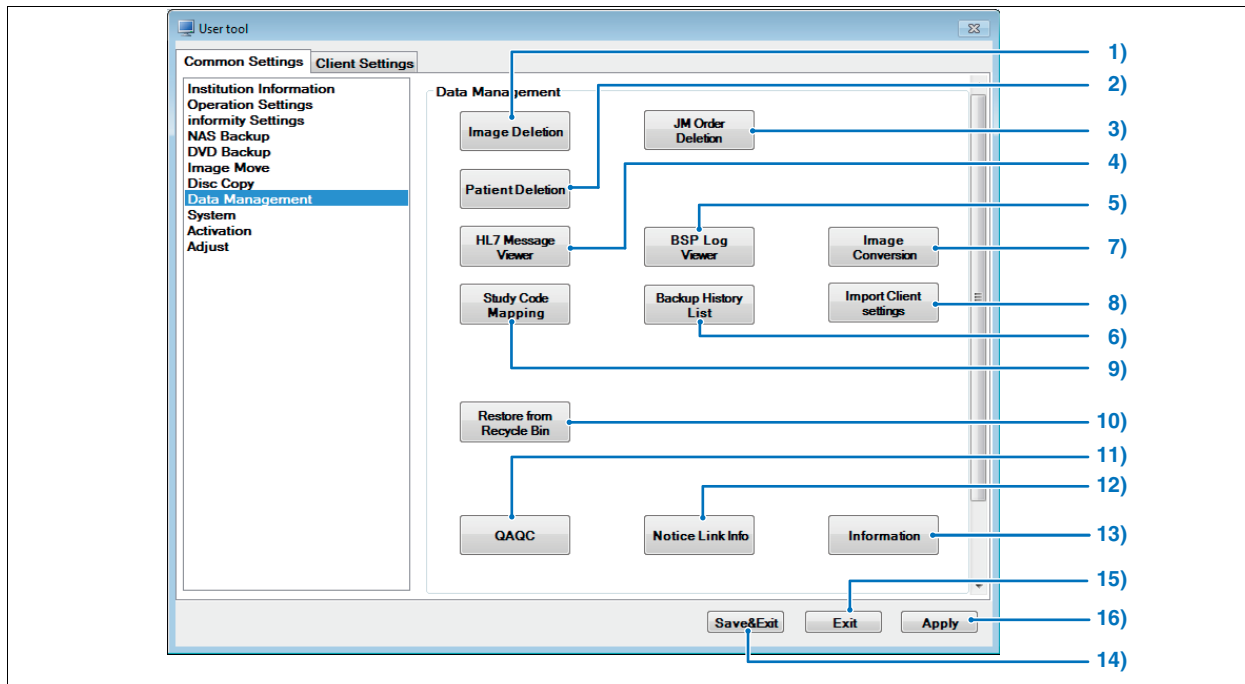 User tool
Common Settings
Client Settings
Institution Information
Operation Settings
informity Settings
NAS Backup
DVD Backup
Image Move
Disc Copy
Data Management
System
Activation
Adjust
Data Management
Image Deletion
JM Order
Deletion
Patient Deletion
HL7 Message
Viewer
BSP Log
Viewer
Image
Conversion
Study Code
Mapping
Backup History
List
Import Client
settings
Restore from
Recycle Bin
QAQC
Notice Link Info
Information
Save&Exit
Exit
Apply
1)
2)
3)
4)
5)
7)
8)
6)
9)
10)
11)
12)
13)
15)
16)
14)